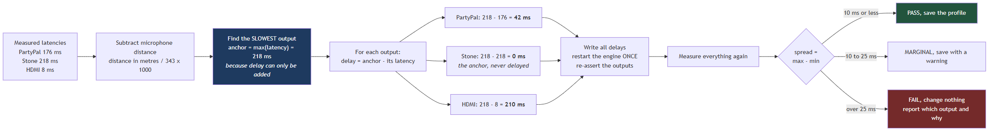 Measured latencies
PartyPal 176 ms
Stone 218 ms
HDMI 8 ms
Subtract microphone
distance
distance in metres / 343 x
1000
Find the SLOWEST output
anchor = max(latency) =
218 ms
because delay can only be
added
For each output:
delay = anchor - its latency
PartyPal: 218 - 176 = 42 ms
Stone: 218 - 218 = 0 ms
the anchor, never delayed
HDMI: 218 - 8 = 210 ms
Write all delays
restart the engine ONCE
re-assert the outputs
Measure everything again
spread =
max - min
10 ms or less
PASS, save the profile
10 to 25 ms
MARGINAL, save with a
warning
over 25 ms
FAIL, change nothing
report which output and
why